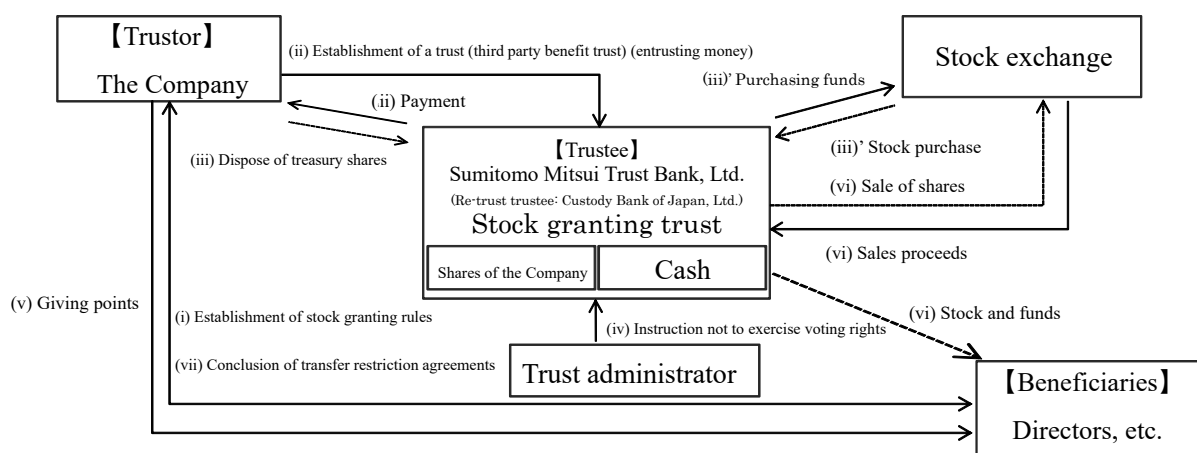 【Trustor】
The Company
(ii) Establishment of a trust (third party benefit trust) (entrusting money)
Stock exchange
(iii)' Purchasing funds
(.ii) Payment
(iii) Dispose of treasury shares
【Trustee】
Sumitomo Mitsui Trust Bank, Ltd.
(Re-trust trustee: Custody Bank of Japan, Ltd.)
Stock granting trust
Shares of the Company
Cash
(iii)' Stock purchase
(vi) Sale of shares
(vi) Sales proceeds
(v) Giving points
(i) Establishment of stock granting rules
(iv) Instruction not to exercise voting rights
(vi) Stock and funds
(vii) Conclusion of transfer restriction agreements
Trust administrator
【Beneficiaries】
Directors, etc.